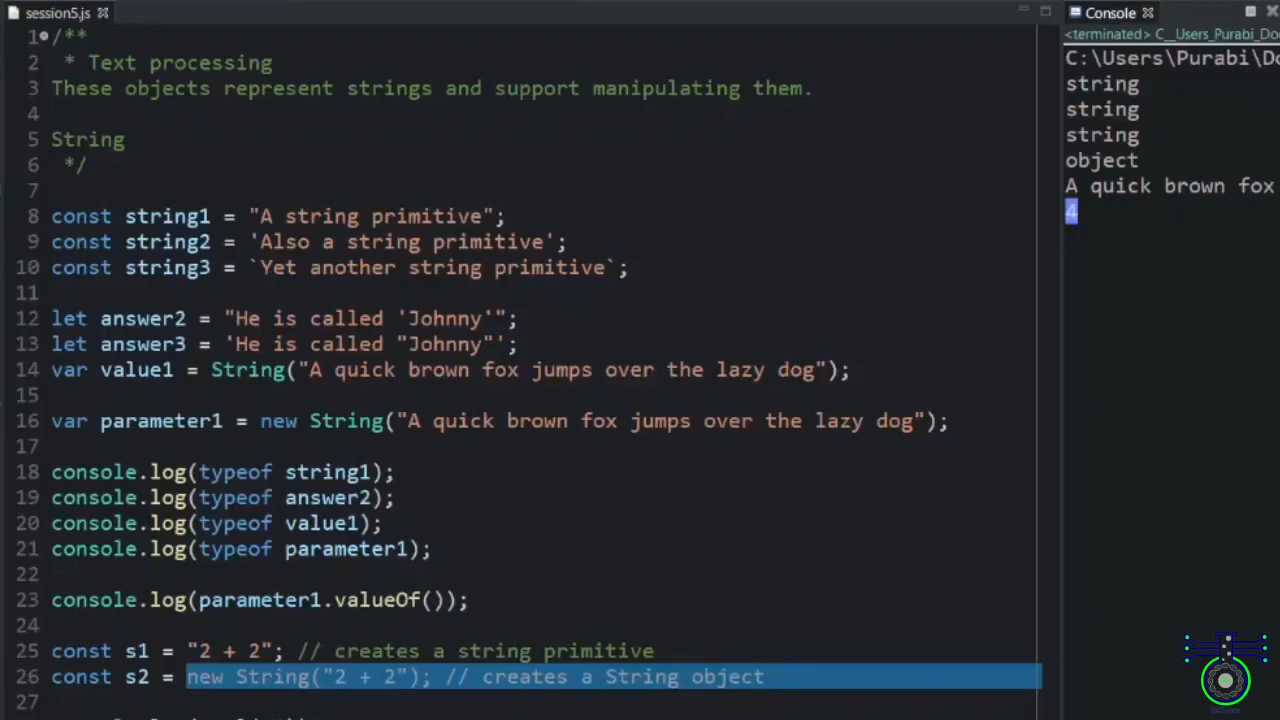 session5.js
1 /**
2  * Text processing
3 These objects represent strings and support manipulating them.
4
5 String
6  */
7
8 const string1 = "A string primitive";
9 const string2 = 'Also a string primitive';
10 const string3 = `Yet another string primitive`;
11
12 let answer2 = "He is called 'Johnny'";
13 let answer3 = 'He is called "Johnny"';
14 var value1 = String("A quick brown fox jumps over the lazy dog");
15
16 var parameter1 = new String("A quick brown fox jumps over the lazy dog");
17
18 console.log(typeof string1);
19 console.log(typeof answer2);
20 console.log(typeof value1);
21 console.log(typeof parameter1);
22
23 console.log(parameter1.valueOf());
24
25 const s1 = "2 + 2"; // creates a string primitive
26 const s2 = new String("2 + 2"); // creates a String object
27
Console
<terminated> C__Users_Purabi_Doc
C:\Users\Purabi\Do
string
string
string
object
A quick brown fox
4